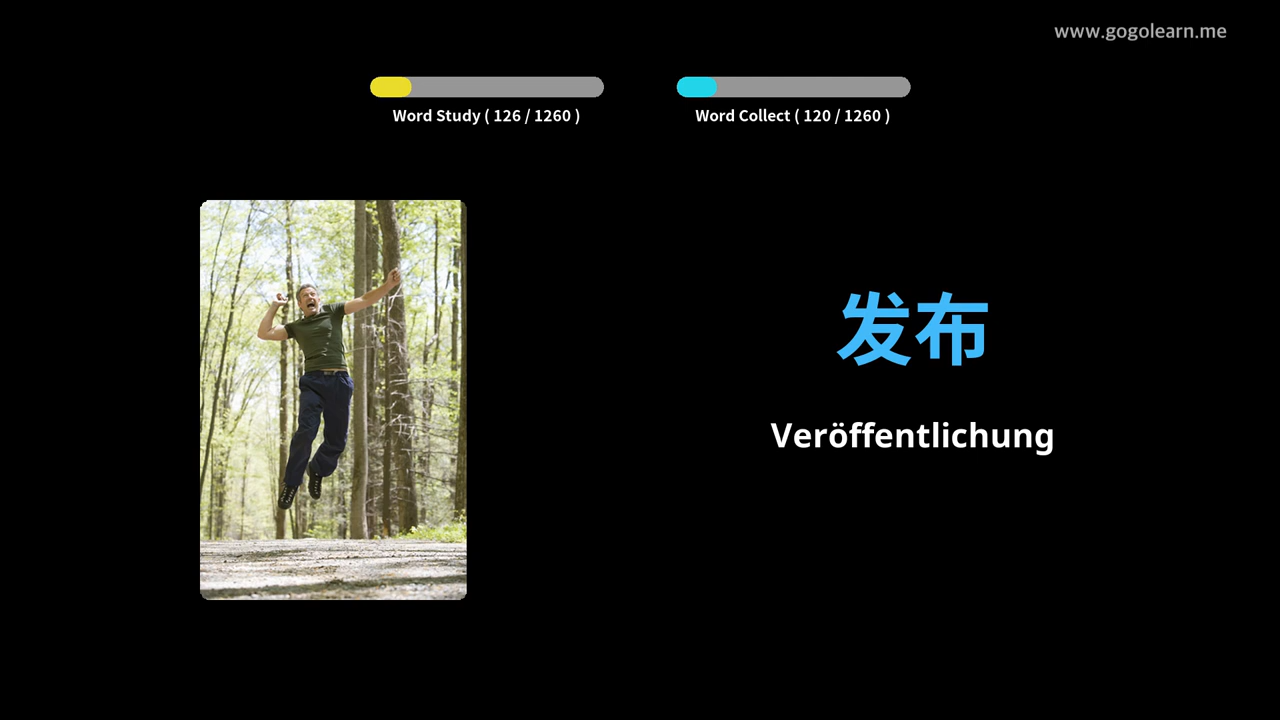 www.gogolearn.me
Word Study ( 126 / 1260 )
Word Collect ( 120 / 1260 )
发布
Veröffentlichung